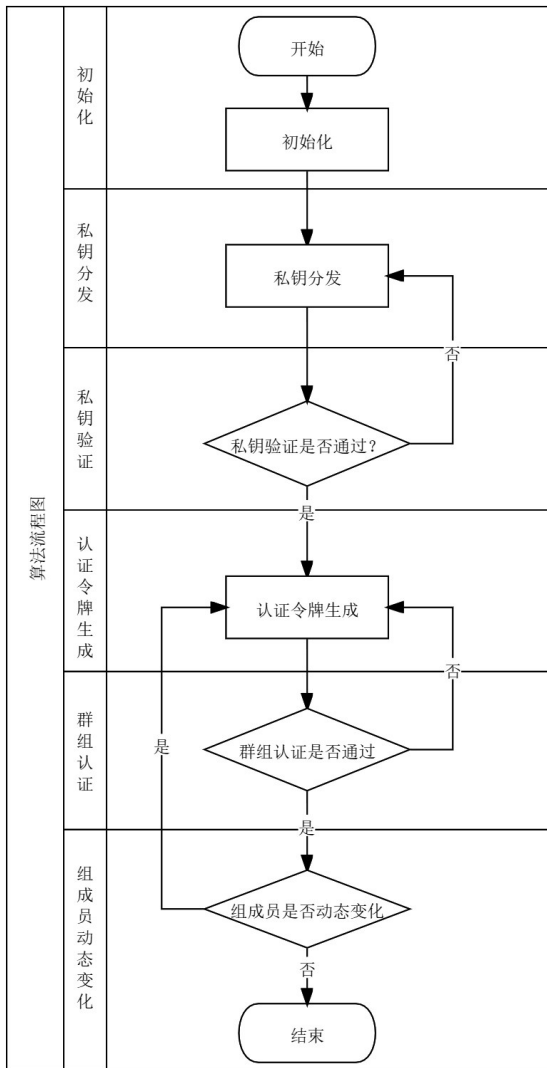 算法流程图
初始化
开始
初始化
私钥分发
私钥分发
否
私钥验证
私钥验证是否通过?
是
认证令牌生成
认证令牌生成
否
群组认证
群组认证是否通过
是
是
组成员动态变化
组成员是否动态变化
否
结束